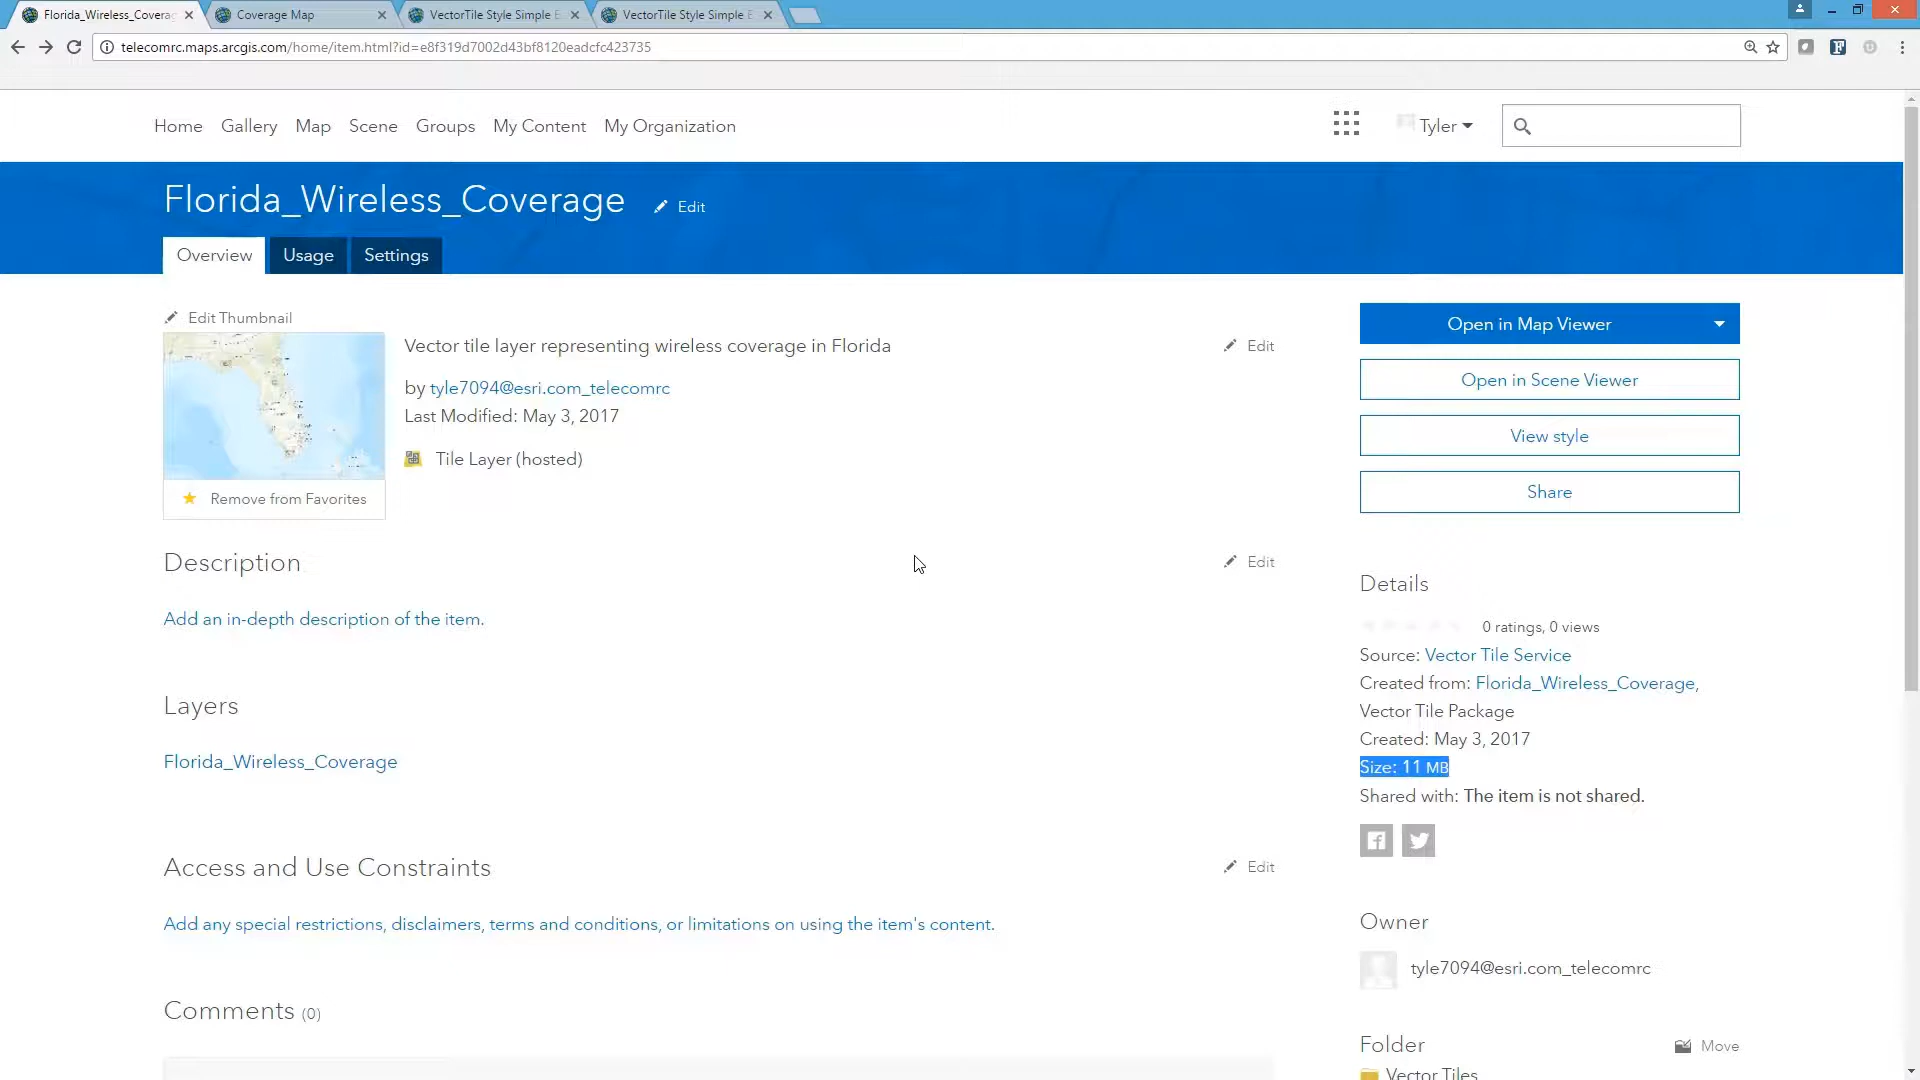 Florida_Wireless_Covera
Coverage Map
VectorTile Style Simple E
VectorTile Style Simple E
telecomrc.maps.arcgis.com/home/item.html?id=e8f319d7002d43bf8120eadcfc423735
Home Gallery Map Scene Groups My Content My Organization
Tyler
Florida_Wireless_Coverage
Edit
Overview Usage Settings
Edit Thumbnail
Vector tile layer representing wireless coverage in Florida
Edit
by tyle7094@esri.com_telecomrc
Last Modified: May 3, 2017
Tile Layer (hosted)
Remove from Favorites
Open in Map Viewer
Open in Scene Viewer
View style
Share
Description
Edit
Add an in-depth description of the item.
Layers
Florida_Wireless_Coverage
Access and Use Constraints
Edit
Add any special restrictions, disclaimers, terms and conditions, or limitations on using the item's content.
Comments (0)
Details
0 ratings, 0 views
Source: Vector Tile Service
Created from: Florida_Wireless_Coverage,
Vector Tile Package
Created: May 3, 2017
Size: 11 MB
Shared with: The item is not shared.
Owner
tyle7094@esri.com_telecomrc
Folder
Move
Vector Tiles